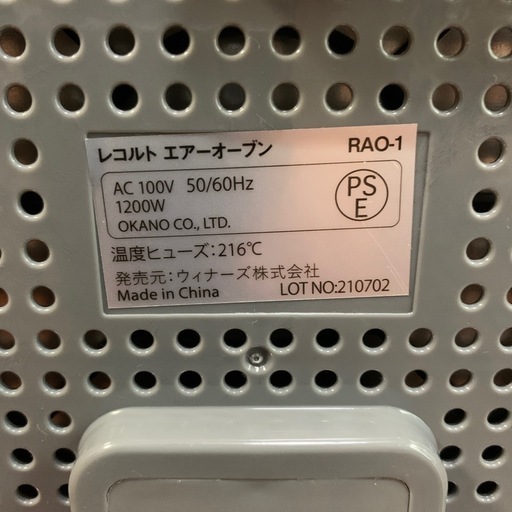 レコルト エアーオーブン RAO-1
AC 100V 50/60Hz
1200W
OKANO CO., LTD.
PS
E
温度ヒューズ:216℃
発売元:ウィナーズ株式会社
Made in China LOT NO:210702